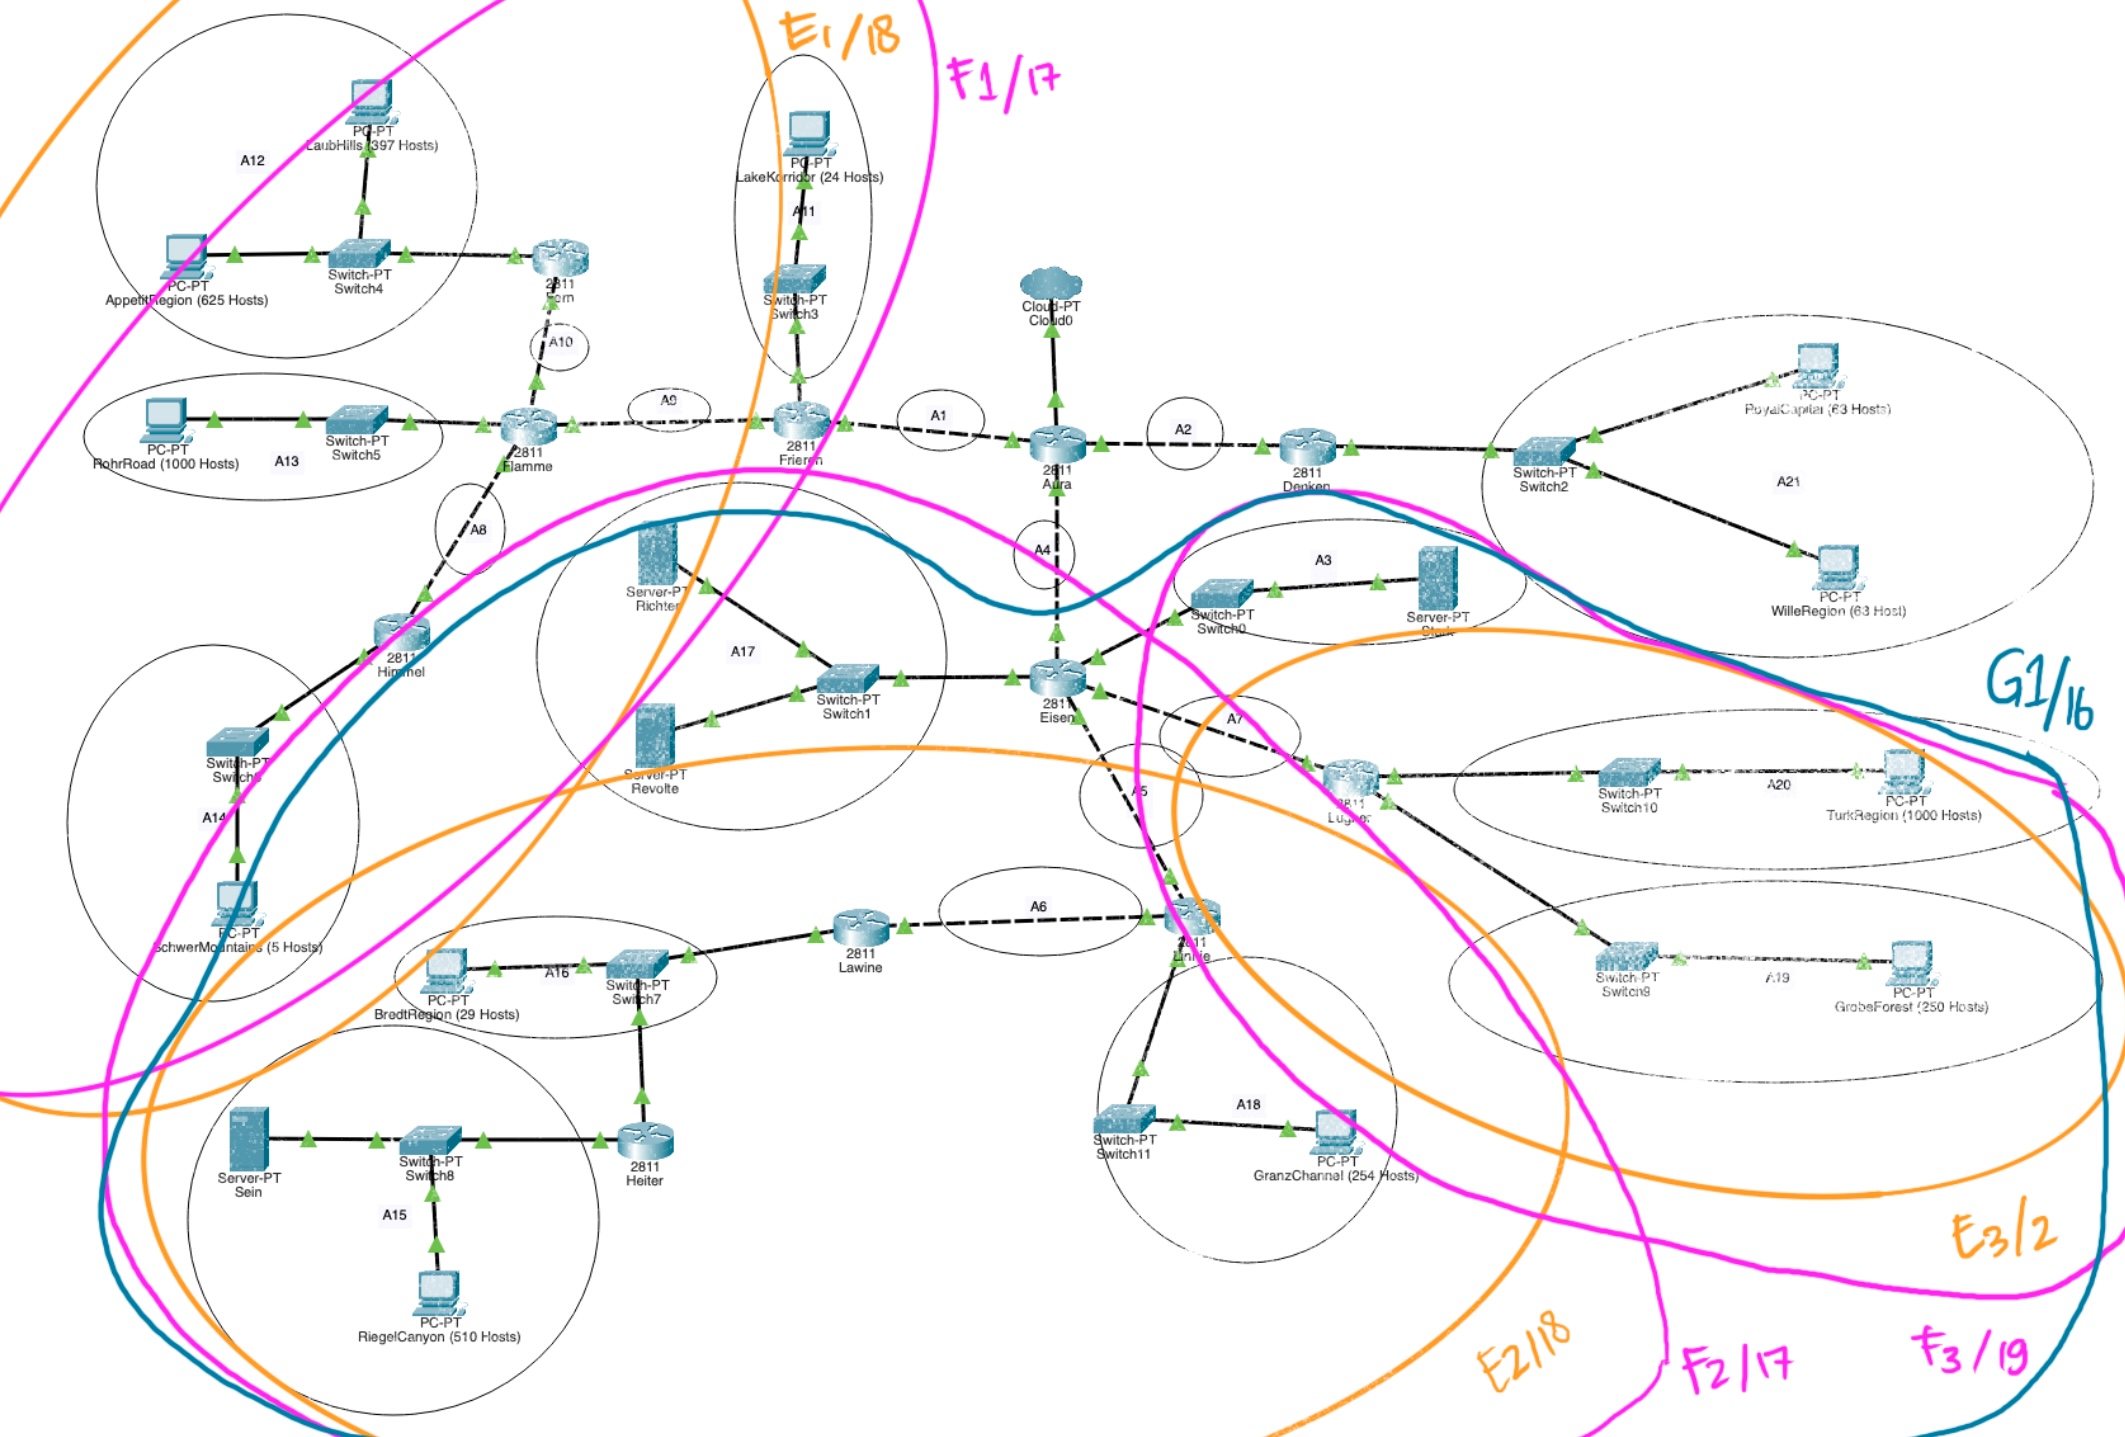 E1/18
F1/17
PC-PT
LaubHills (397 Hosts)
A12
PC-PT
LakeKorridor (24 Hosts)
A11
PC-PT
AppetitRegion (625 Hosts)
Switch-PT
Switch4
2811
Fern
Switch-PT
Switch3
Cloud-PT
Cloud0
A10
PC-PT
RoyalCapital (63 Hosts)
A9
A1
A2
PC-PT
RohrRoad (1000 Hosts)
A13
Switch-PT
Switch5
2811
Flamme
2811
Frieren
2811
Aura
2811
Denken
Switch-PT
Switch2
A21
A8
A4
A3
Server-PT
Richter
Switch-PT
Switch0
Server-PT
Stark
PC-PT
WilleRegion (63 Host)
2811
Himmel
A17
Switch-PT
Switch1
2811
Eisen
G1/16
A7
Switch-PT
A14
Server-PT
Revolte
A5
2811
Lugner
Switch-PT
Switch10
A20
PC-PT
TurkRegion (1000 Hosts)
PC-PT
SchwerMountains (5 Hosts)
A6
2811
Lawine
2811
Linie
A16
PC-PT
BredtRegion (29 Hosts)
Switch-PT
Switch7
Switch-PT
Switch9
A19
PC-PT
GrobeForest (250 Hosts)
A18
Switch-PT
Switch11
PC-PT
GranzChannel (254 Hosts)
Server-PT
Sein
Switch-PT
Switch8
2811
Heiter
A15
PC-PT
RiegelCanyon (510 Hosts)
E3/2
E2/18
F2/17
F3/19